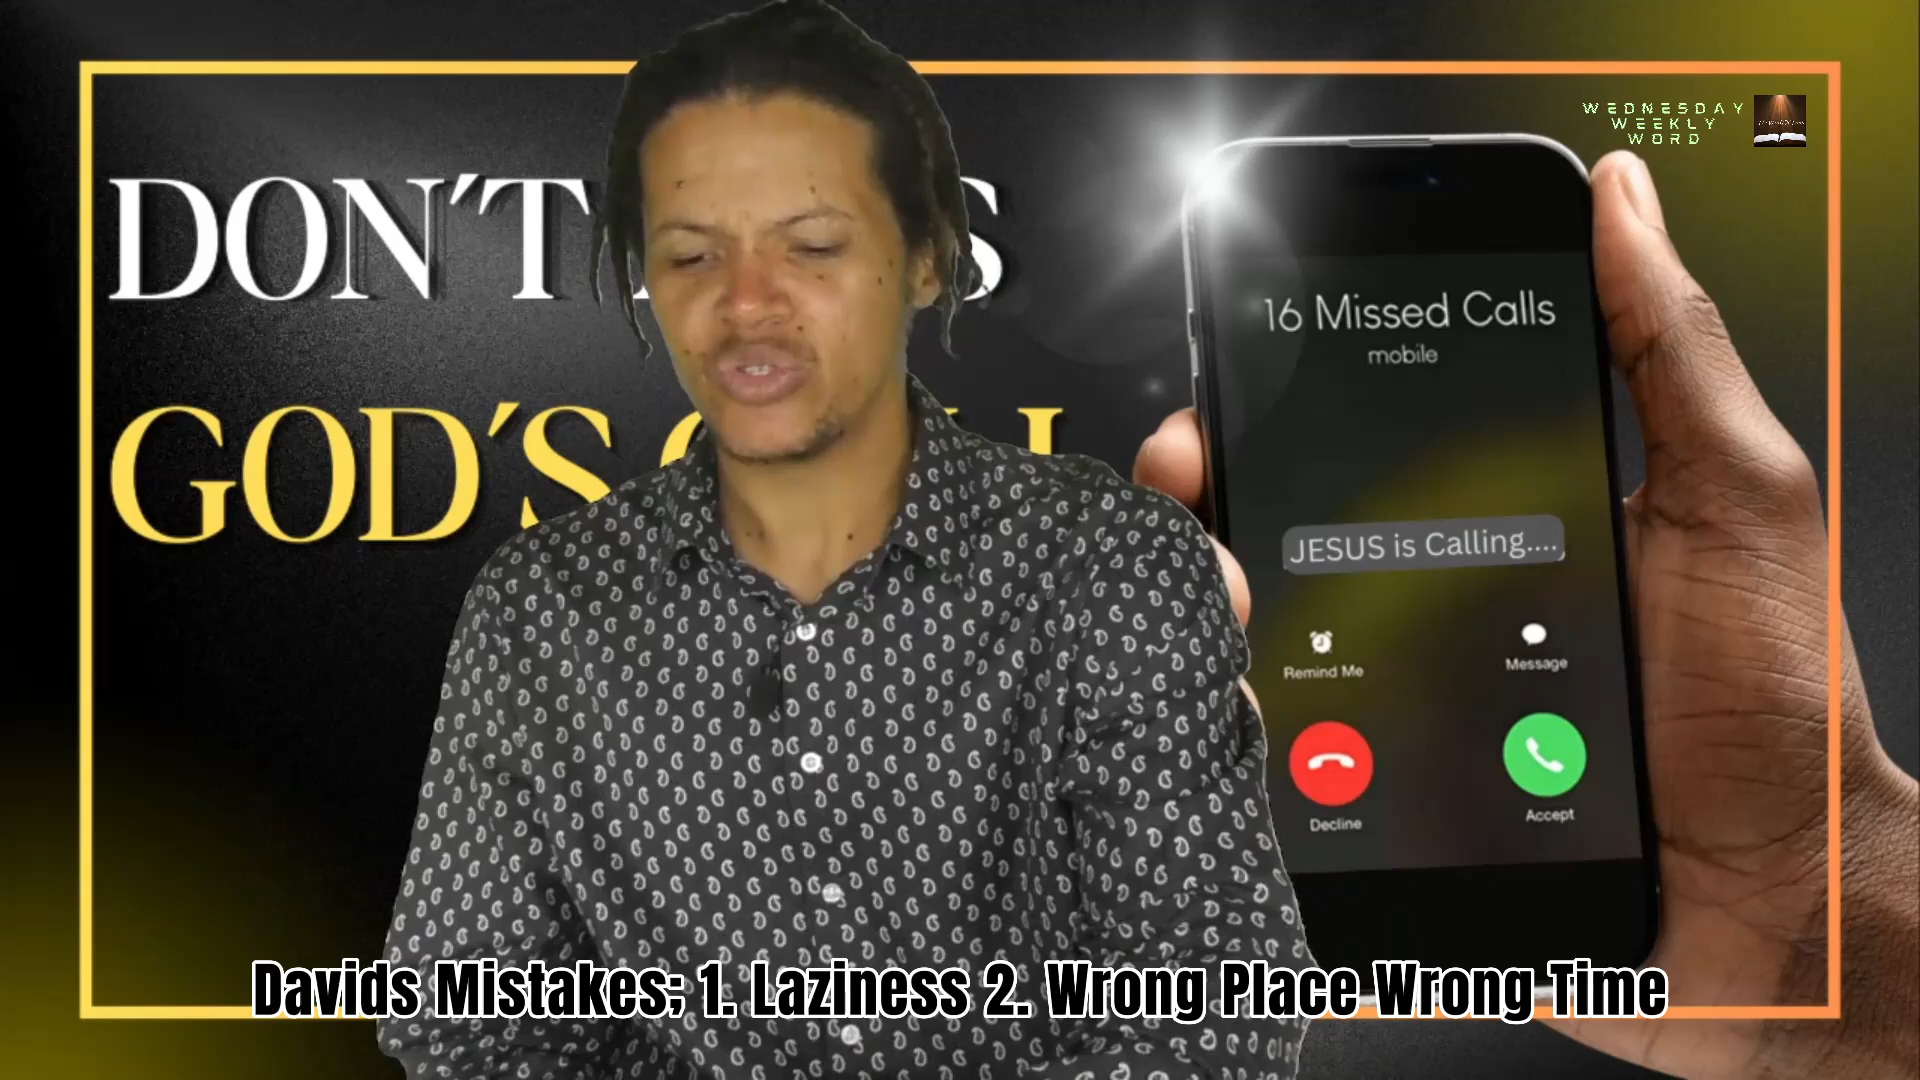 WEDNESDAY
WEEKLY
WORD
DON'T
GOD'S
16 Missed Calls
mobile
JESUS is Calling....
Remind Me
Message
Decline
Accept
Davids Mistakes; 1. Laziness 2. Wrong Place Wrong Time